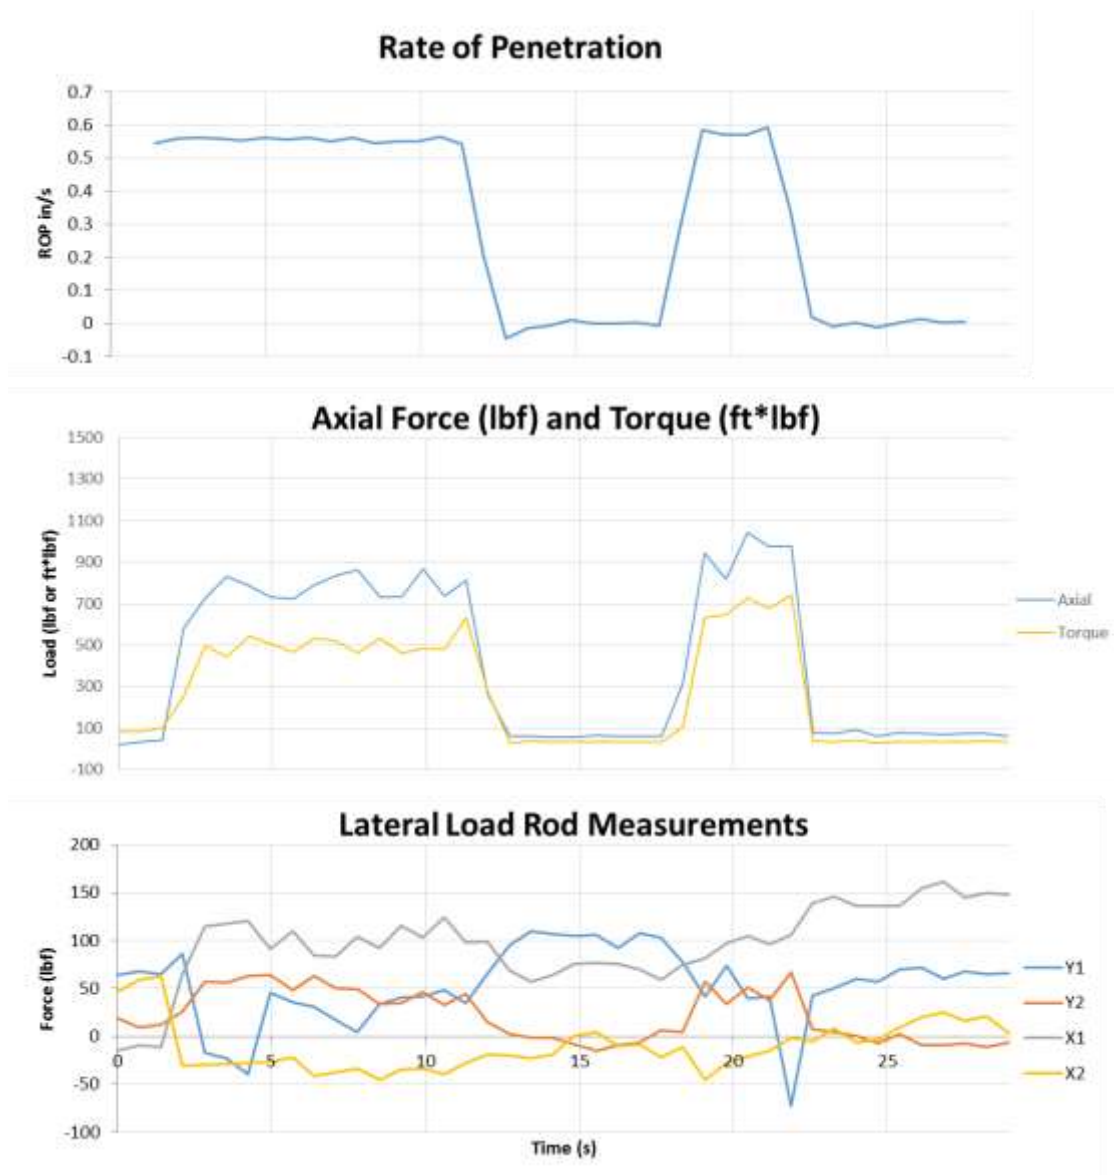 Rate of Penetration
0.7
0.6
0.5
0.4
0.3
0.2
0.1
0
-0.1
ROP in/s
Axial Force (lbf) and Torque (ft*lbf)
1500
1300
1100
900
700
500
300
100
-100
Load (lbf or ft*lbf)
Axial
Torque
Lateral Load Rod Measurements
200
150
100
50
0
-50
-100
Force (lbf)
0 5 10 15 20 25
Time (s)
Y1
Y2
X1
X2